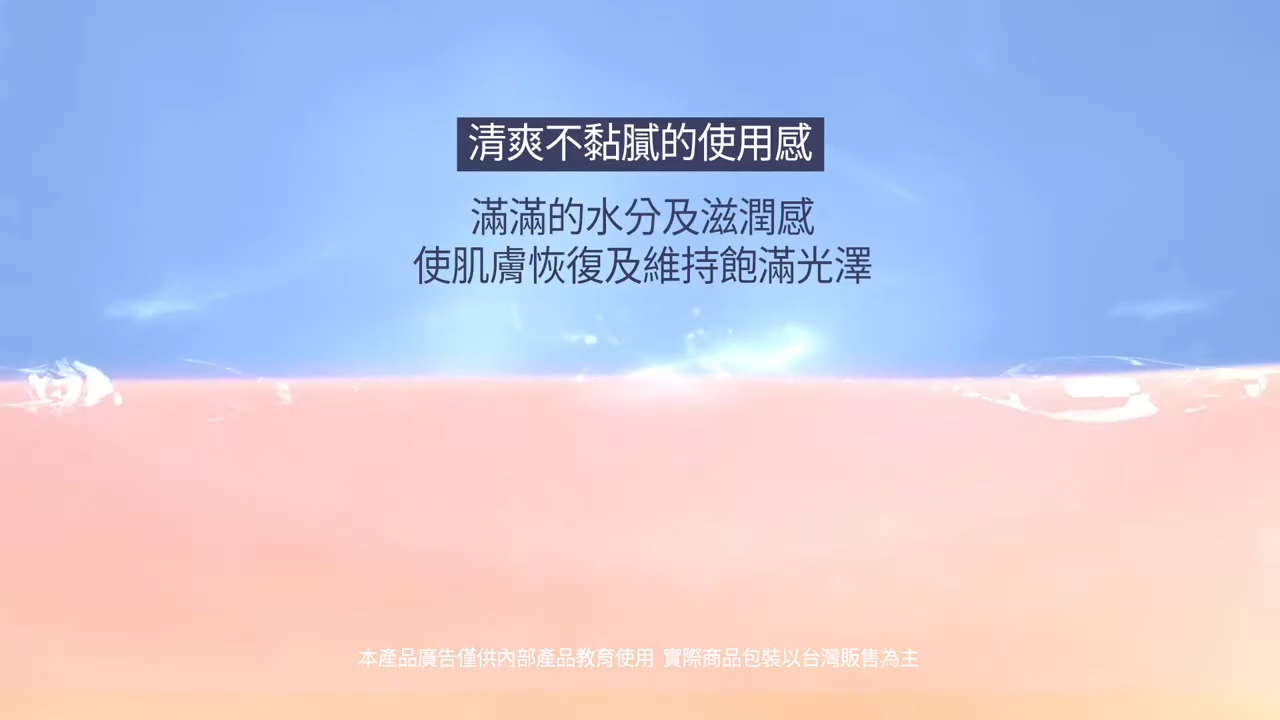 清爽不黏膩的使用感
滿滿的水分及滋潤感
使肌膚恢復及維持飽滿光澤
本產品廣告僅供內部產品教育使用 實際商品包裝以台灣販售為主